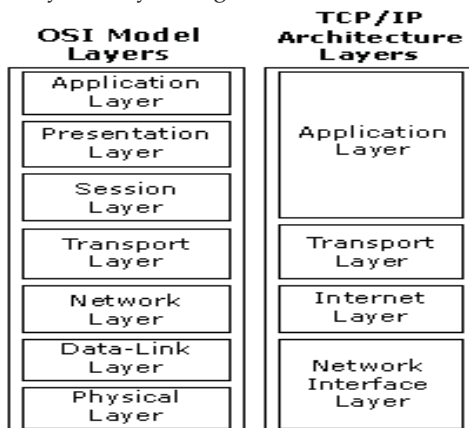 OSI Model
Layers
Application
Layer
Presentation
Layer
Session
Layer
Transport
Layer
Network
Layer
Data-Link
Layer
Physical
Layer
TCP/IP
Architecture
Layers
Application
Layer
Transport
Layer
Internet
Layer
Network
Interface
Layer